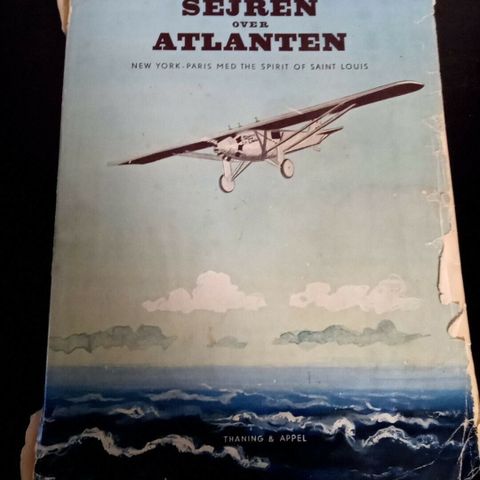 SEJREN
OVER
ATLANTEN
NEW YORK-PARIS MED THE SPIRIT OF SAINT LOUIS
THANING & APPEL